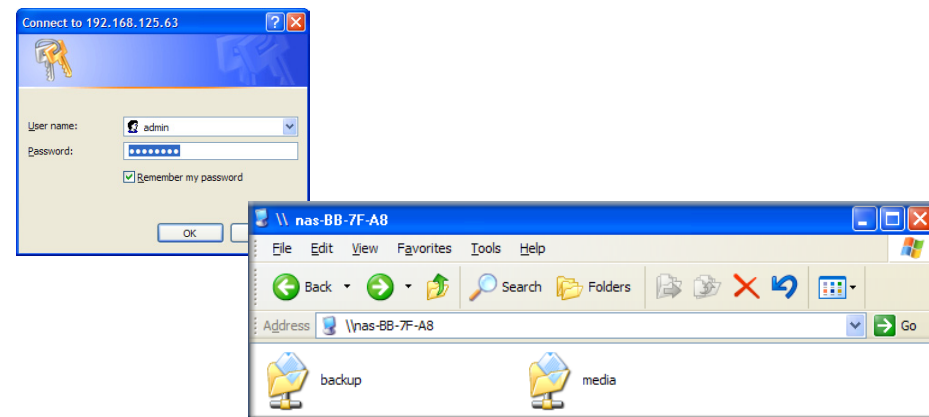 Connect to 192.168.125.63
User name:
admin
Password:
Remember my password
OK
\\ nas-BB-7F-A8
File Edit View Favorites Tools Help
Back Search Folders
Address \\nas-BB-7F-A8 Go
backup media